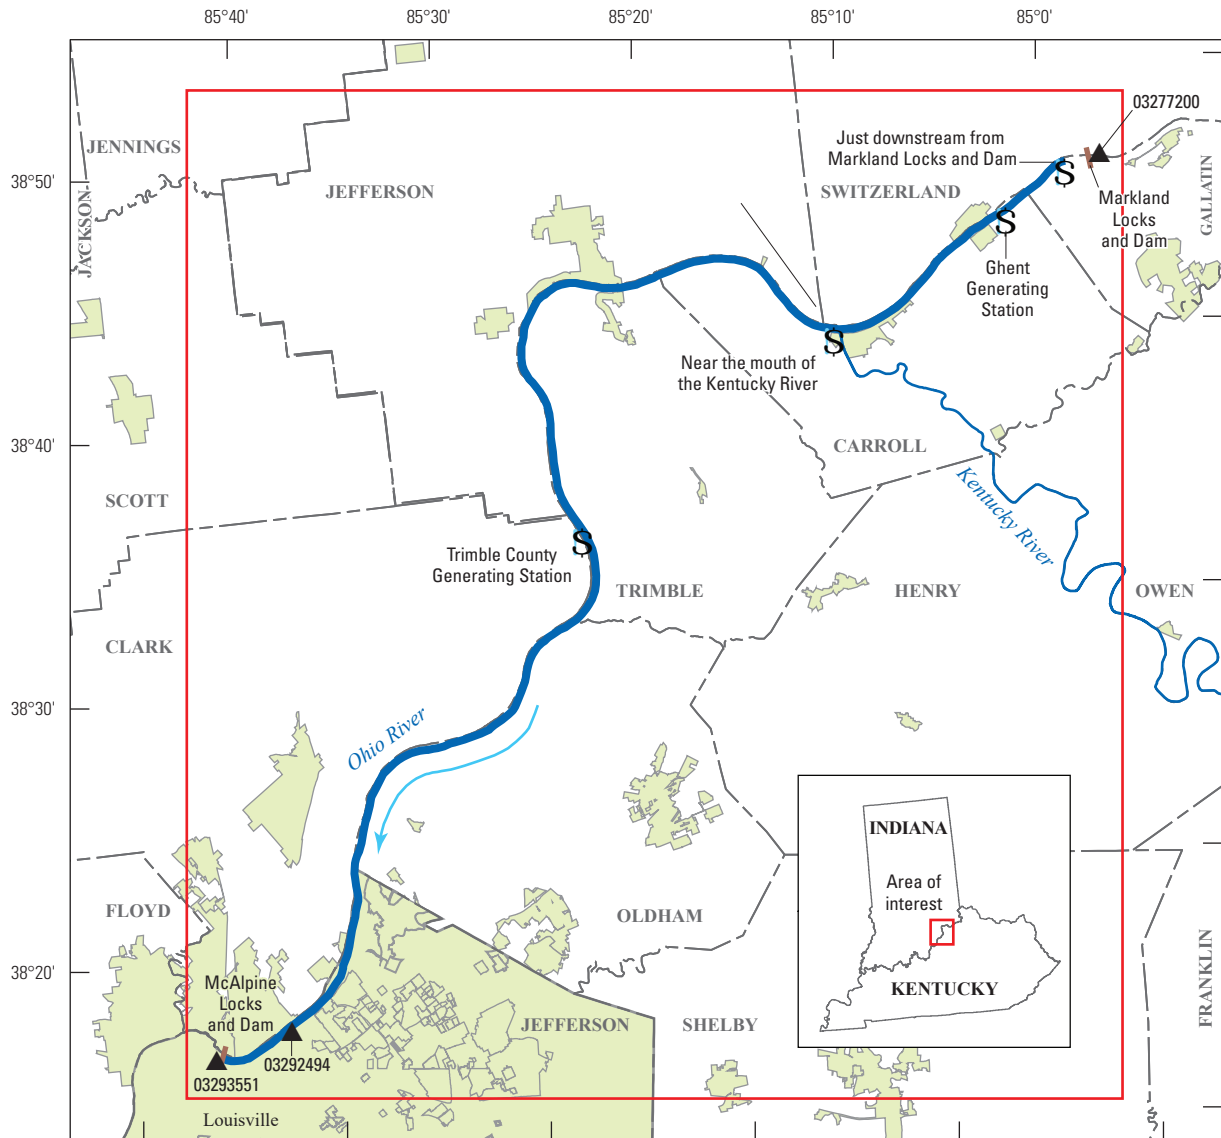 85°40'
85°30'
85°20'
85°10'
85°0'
03277200
Just downstream from
Markland Locks and Dam
JENNINGS
38°50'
JEFFERSON
SWITZERLAND
S
Markland
Locks
and Dam
GALLATIN
JACKSON
S
Ghent
Generating
Station
S
Near the mouth of
the Kentucky River
38°40'
CARROLL
Kentucky River
SCOTT
S
Trimble County
Generating Station
TRIMBLE
HENRY
OWEN
CLARK
38°30'
Ohio River
INDIANA
Area of
interest
KENTUCKY
FLOYD
OLDHAM
FRANKLIN
38°20'
McAlpine
Locks
and Dam
JEFFERSON
SHELBY
03292494
03293551
Louisville